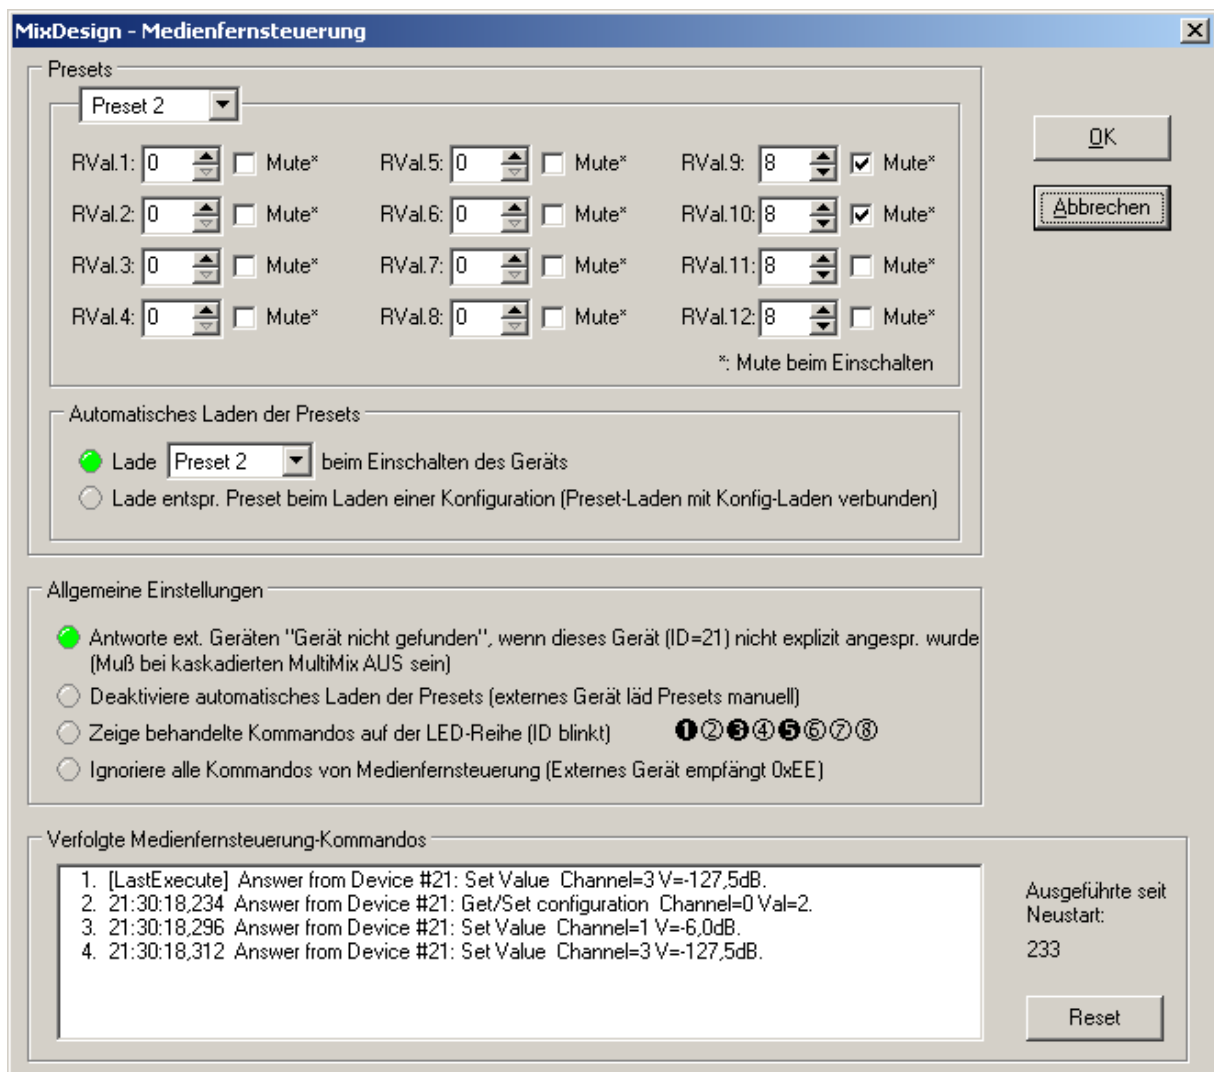 MixDesign - Medienfernsteuerung
Presets
Preset 2
RVal.1: 0 Mute* RVal.5: 0 Mute* RVal.9: 8 Mute*
RVal.2: 0 Mute* RVal.6: 0 Mute* RVal.10: 8 Mute*
RVal.3: 0 Mute* RVal.7: 0 Mute* RVal.11: 8 Mute*
RVal.4: 0 Mute* RVal.8: 0 Mute* RVal.12: 8 Mute*
*: Mute beim Einschalten
OK
Abbrechen
Automatisches Laden der Presets
Lade Preset 2 beim Einschalten des Geräts
Lade entspr. Preset beim Laden einer Konfiguration (Preset-Laden mit Konfig-Laden verbunden)
Allgemeine Einstellungen
Antworte ext. Geräten "Gerät nicht gefunden", wenn dieses Gerät (ID=21) nicht explizit angespr. wurde
(Muß bei kaskadierten MultiMix AUS sein)
Deaktiviere automatisches Laden der Presets (externes Gerät läd Presets manuell)
Zeige behandelte Kommandos auf der LED-Reihe (ID blinkt) ❶②❸④❺⑥⑦⑧
Ignoriere alle Kommandos von Medienfernsteuerung (Externes Gerät empfängt 0xEE)
Verfolgte Medienfernsteuerung-Kommandos
1. [LastExecute] Answer from Device #21: Set Value Channel=3 V=-127,5dB.
2. 21:30:18,234 Answer from Device #21: Get/Set configuration Channel=0 Val=2.
3. 21:30:18,296 Answer from Device #21: Set Value Channel=1 V=-6,0dB.
4. 21:30:18,312 Answer from Device #21: Set Value Channel=3 V=-127,5dB.
Ausgeführte seit
Neustart:
233
Reset